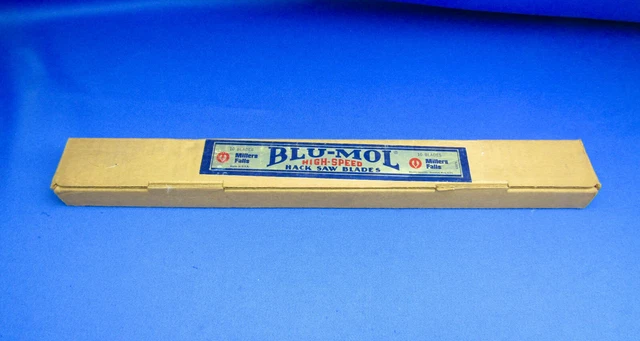 BLU-MOL
HIGH-SPEED
HACK SAW BLADES
Millers
Falls
Millers
Falls